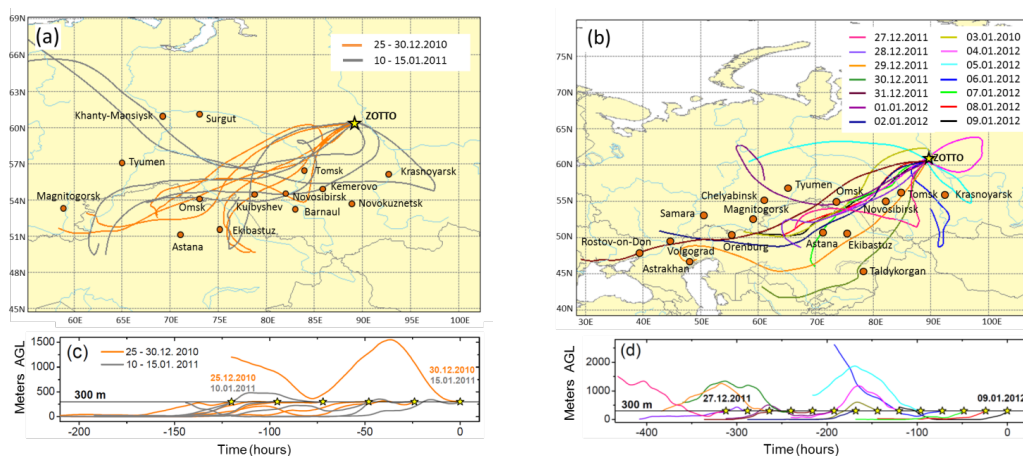 (a)
25 - 30.12.2010
10 - 15.01.2011
69N
66N
63N
60N
57N
54N
51N
48N
45N
ZOTTO
Khanty-Mansiysk
Surgut
Tyumen
Tomsk
Krasnoyarsk
Kemerovo
Magnitogorsk
Novosibirsk
Omsk
Kuibyshev
Barnaul
Novokuznetsk
Astana
Ekibastuz
60E
65E
70E
75E
80E
85E
90E
95E
100E
(b)
27.12.2011
28.12.2011
29.12.2011
30.12.2011
31.12.2011
01.01.2012
02.01.2012
03.01.2010
04.01.2012
05.01.2012
06.01.2012
07.01.2012
08.01.2012
09.01.2012
80N
75N
70N
65N
60N
55N
50N
45N
40N
ZOTTO
Tyumen
Tomsk
Chelyabinsk
Omsk
Krasnoyarsk
Samara
Magnitogorsk
Novosibirsk
Rostov-on-Don
Volgograd
Orenburg
Astana
Ekibastuz
Astrakhan
Taldykorgan
30E
40E
50E
60E
70E
80E
90E
100E
(c)
25 - 30.12. 2010
10 - 15.01. 2011
Meters AGL
1500
1000
500
0
300 m
25.12.2010
10.01.2011
30.12.2010
15.01.2011
-200
-150
-100
-50
0
Time (hours)
(d)
Meters AGL
2000
1000
0
300 m
27.12.2011
09.01.2012
-400
-300
-200
-100
0
Time (hours)